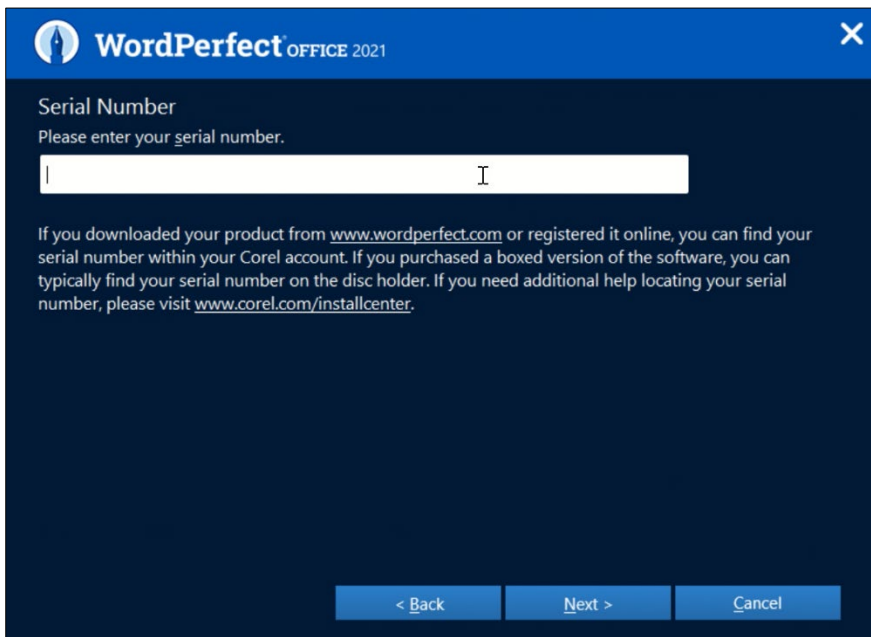 WordPerfect OFFICE 2021
Serial Number
Please enter your serial number.
If you downloaded your product from www.wordperfect.com or registered it online, you can find your
serial number within your Corel account. If you purchased a boxed version of the software, you can
typically find your serial number on the disc holder. If you need additional help locating your serial
number, please visit www.corel.com/installcenter.
< Back Next > Cancel